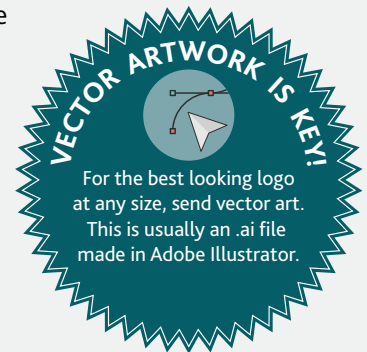 e
VECTOR ARTWORK IS KEY!
For the best looking logo
at any size, send vector art.
This is usually an .ai file
made in Adobe Illustrator.